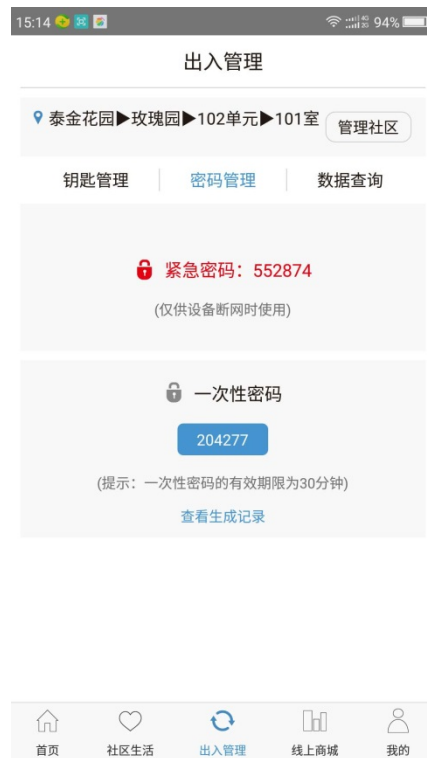 15:14 94%
出入管理
泰金花园▶玫瑰园▶102单元▶101室 管理社区
钥匙管理 密码管理 数据查询
紧急密码：552874
(仅供设备断网时使用)
一次性密码
204277
(提示：一次性密码的有效期限为30分钟)
查看生成记录
首页 社区生活 出入管理 线上商城 我的